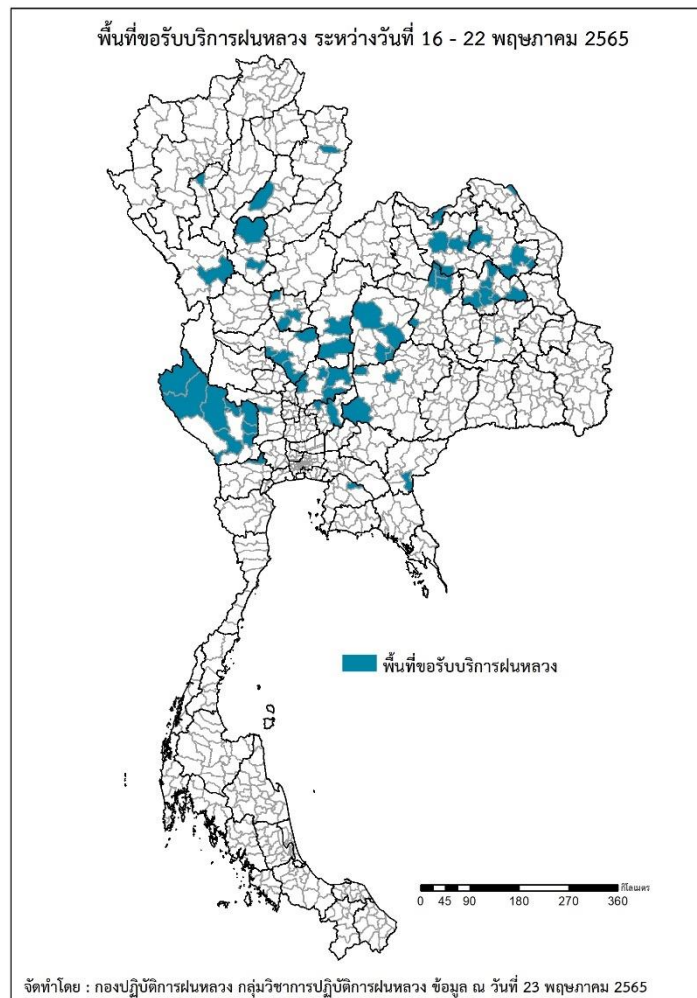 พื้นที่ขอรับบริการฝนหลวง ระหว่างวันที่ 16 - 22 พฤษภาคม 2565
พื้นที่ขอรับบริการฝนหลวง
กิโลเมตร
0 45 90 180 270 360
จัดทำโดย : กองปฏิบัติการฝนหลวง กลุ่มวิชาการปฏิบัติการฝนหลวง ข้อมูล ณ วันที่ 23 พฤษภาคม 2565